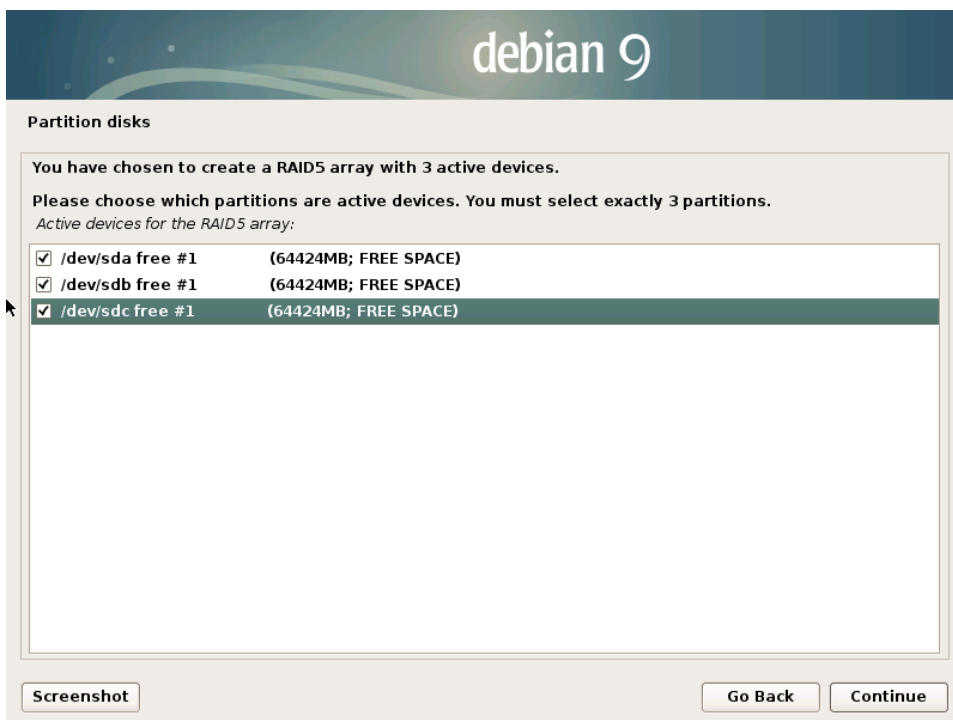 debian 9
Partition disks
You have chosen to create a RAID5 array with 3 active devices.
Please choose which partitions are active devices. You must select exactly 3 partitions.
Active devices for the RAID5 array:
/dev/sda free #1 (64424MB; FREE SPACE)
/dev/sdb free #1 (64424MB; FREE SPACE)
/dev/sdc free #1 (64424MB; FREE SPACE)
Screenshot Go Back Continue